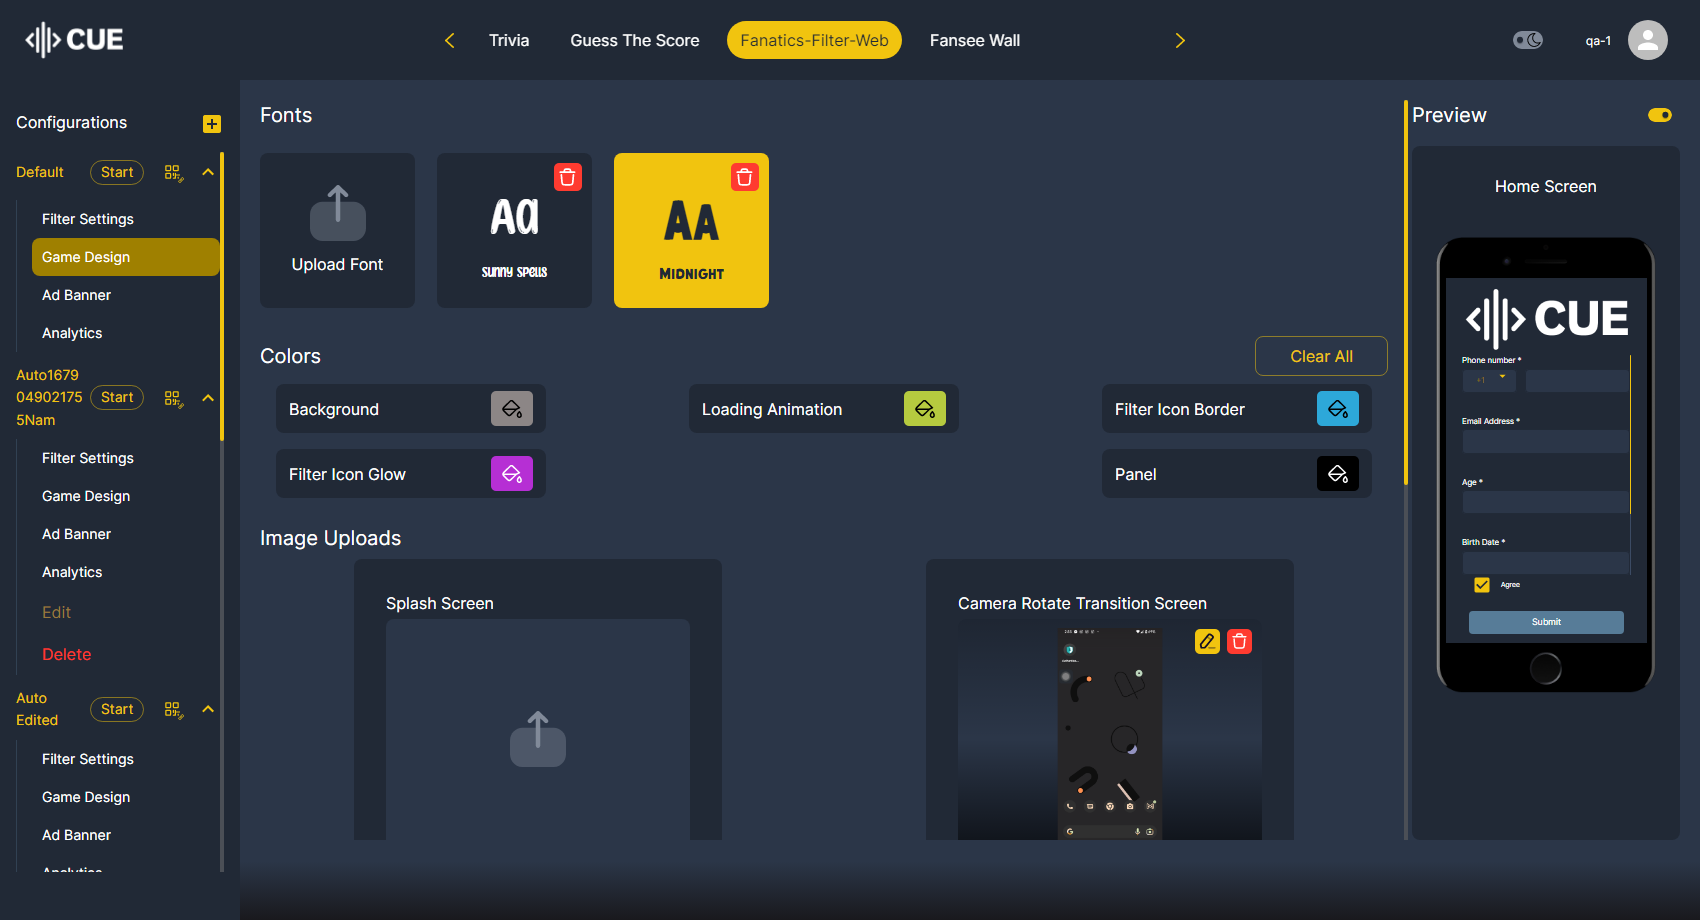 CUE
Trivia
Guess The Score
Fanatics-Filter-Web
Fansee Wall
qa-1
Configurations
Default
Start
Filter Settings
Game Design
Ad Banner
Analytics
Auto1679
04902175
5Nam
Start
Filter Settings
Game Design
Ad Banner
Analytics
Edit
Delete
Auto
Edited
Start
Filter Settings
Game Design
Ad Banner
Analytics
Fonts
Upload Font
Aa
sunny spells
AA
MIDNIGHT
Colors
Clear All
Background
Loading Animation
Filter Icon Border
Filter Icon Glow
Panel
Image Uploads
Splash Screen
Camera Rotate Transition Screen
Preview
Home Screen
CUE
Phone number *
+1
Email Address *
Age *
Birth Date *
Agree
Submit